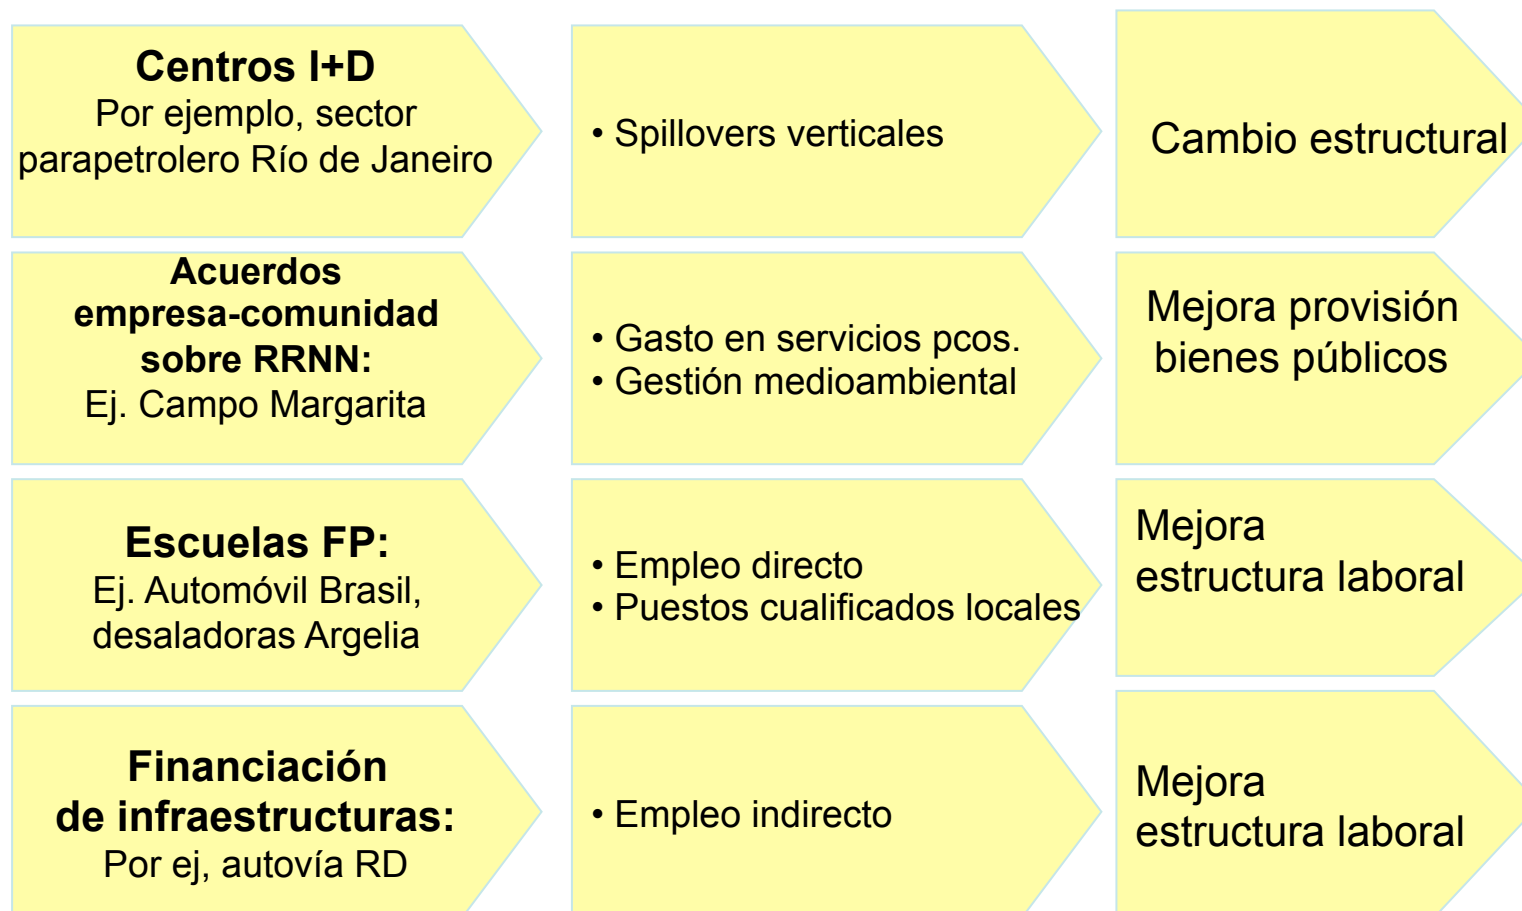 Centros I+D
Por ejemplo, sector
parapetrolero Río de Janeiro
• Spillovers verticales
Cambio estructural
Acuerdos
empresa-comunidad
sobre RRNN:
Ej. Campo Margarita
• Gasto en servicios pcos.
• Gestión medioambiental
Mejora provisión
bienes públicos
Escuelas FP:
Ej. Automóvil Brasil,
desaladoras Argelia
• Empleo directo
• Puestos cualificados locales
Mejora
estructura laboral
Financiación
de infraestructuras:
Por ej, autovía RD
• Empleo indirecto
Mejora
estructura laboral